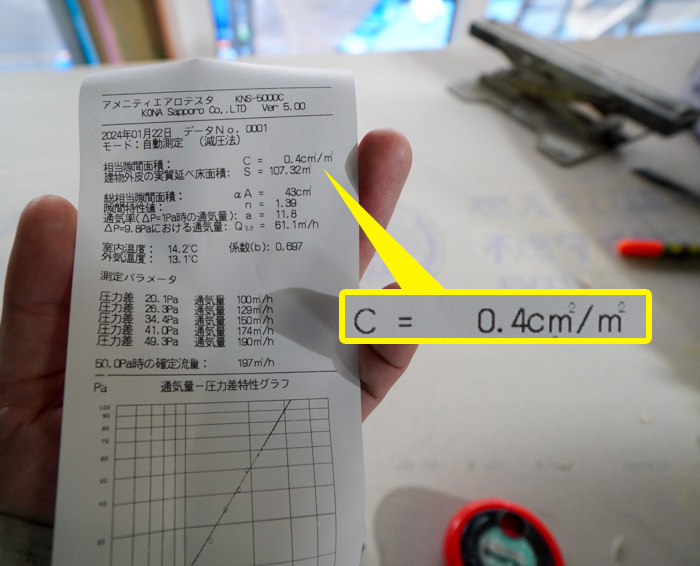 アメニティエアロテスタ KNS-5000C
KONA Sapporo Co.,LTD Ver 5.00
2024年01月22日 データNo. 0001
モード：自動測定 (減圧法)
相当隙間面積： C = 0.4cm²/m²
建物外皮の実質延べ床面積： S = 107.32m²
総相当隙間面積： αA = 43cm²
隙間特性値： n = 1.39
通気率(ΔP=1Pa時の通気量)： a = 11.8
ΔP=9.8Paにおける通気量： Q9.8 = 61.1m³/h
室内温度： 14.2℃ 係数(b)： 0.697
外気温度： 13.1℃
測定パラメータ
圧力差 20.1Pa 通気量 100m³/h
圧力差 26.3Pa 通気量 129m³/h
圧力差 34.4Pa 通気量 150m³/h
圧力差 41.0Pa 通気量 174m³/h
圧力差 49.3Pa 通気量 190m³/h
50.0Pa時の確定流量： 197m³/h
Pa 通気量－圧力差特性グラフ
100
90
80
70
60
50
40
30
C = 0.4cm²/m²